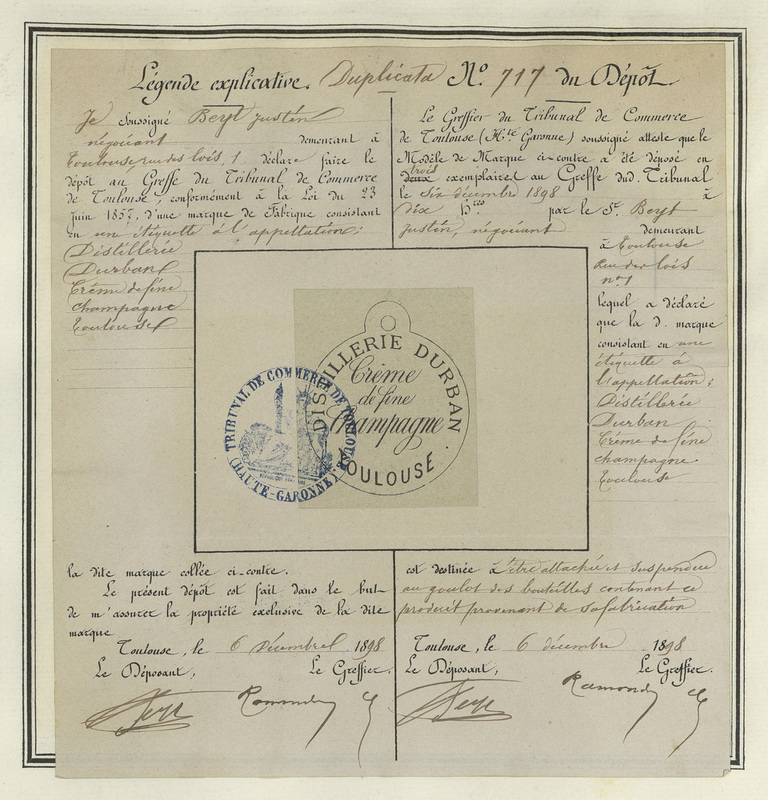 Légende explicative. Duplicata No. 717 du Dépôt.
Je soussigné Beyt Justin
négociant demeurant à
Toulouse, rue des lois, 1 déclare faire le
dépôt au Greffe du Tribunal de Commerce
de Toulouse, conformément à la Loi du 23
Juin 1857, d'une marque de Fabrique consistant
en une étiquette à l'appellation:
Distillerie
Durban
Crème de fine
champagne
Toulouse
la dite marque collée ci-contre.
Le présent dépôt est fait dans le but
de m'assurer la propriété exclusive de la dite
marque
Toulouse, le 6 Décembre 1898
Le Déposant, Le Greffier.
Beyt Ramond
Le Greffier du Tribunal de Commerce
de Toulouse (Hte Garonne) soussigné atteste que le
Modèle de Marque ci-contre a été déposé en
trois
deux exemplaires au Greffe dud. Tribunal
le Six décembre 1898 à
dix Hres par le Sr. Beyt
Justin, négociant demeurant
à Toulouse
Rue des lois
n° 1
lequel a déclaré
que la d. marque
consistant en une
étiquette à
l'appellation:
Distillerie
Durban
Crème de fine
champagne
Toulouse
est destinée à être attachée et suspendue
au goulot des bouteilles contenant ce
produit provenant de sa fabrication
Toulouse, le 6 décembre 1898
Le Déposant, Le Greffier.
Beyt Ramond
DISTILLERIE DURBAN
Crème
de fine
Champagne
TOULOUSE.
TRIBUNAL DE COMMERCE DE TOULOUSE
(HAUTE-GARONNE)